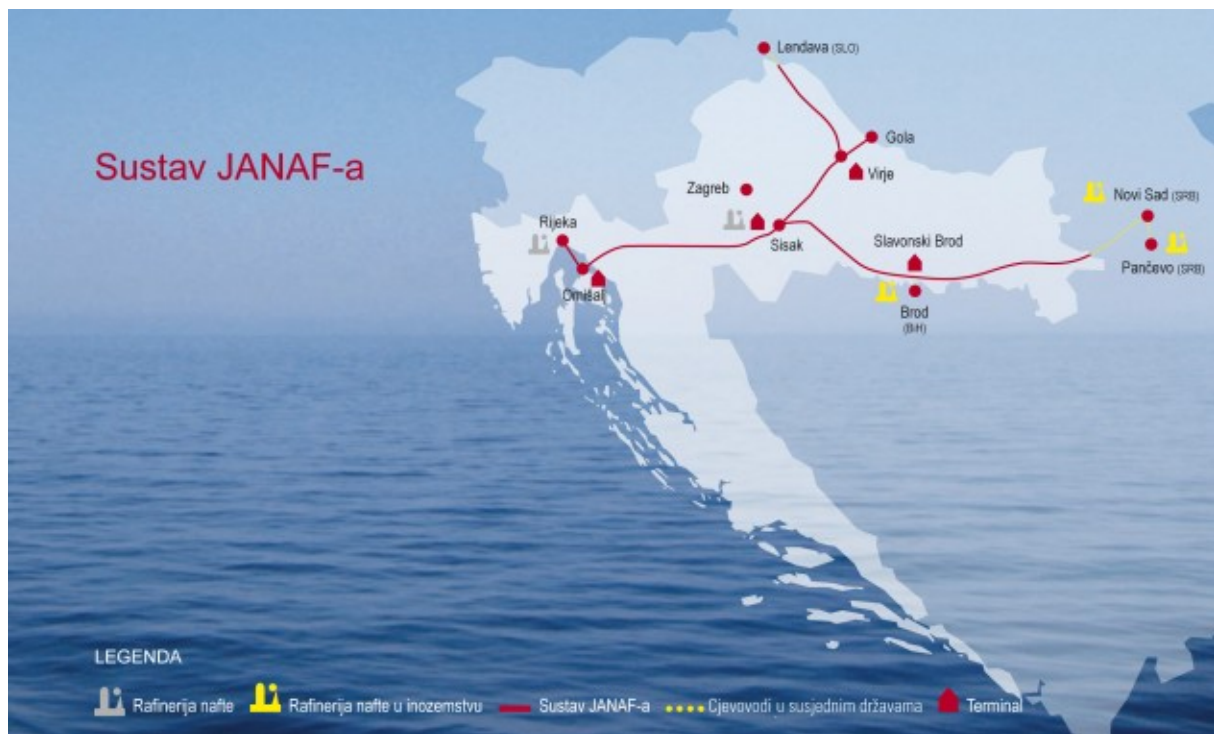 Lendava (SLO)
Sustav JANAF-a
Gola
Virje
Zagreb
Novi Sad (SRB)
Rijeka
Sisak
Slavonski Brod
Pančevo (SRB)
Omišalj
Brod
(BiH)
LEGENDA
Rafinerija nafte
Rafinerija nafte u inozemstvu
Sustav JANAF-a
Cjevovodi u susjednim državama
Terminal